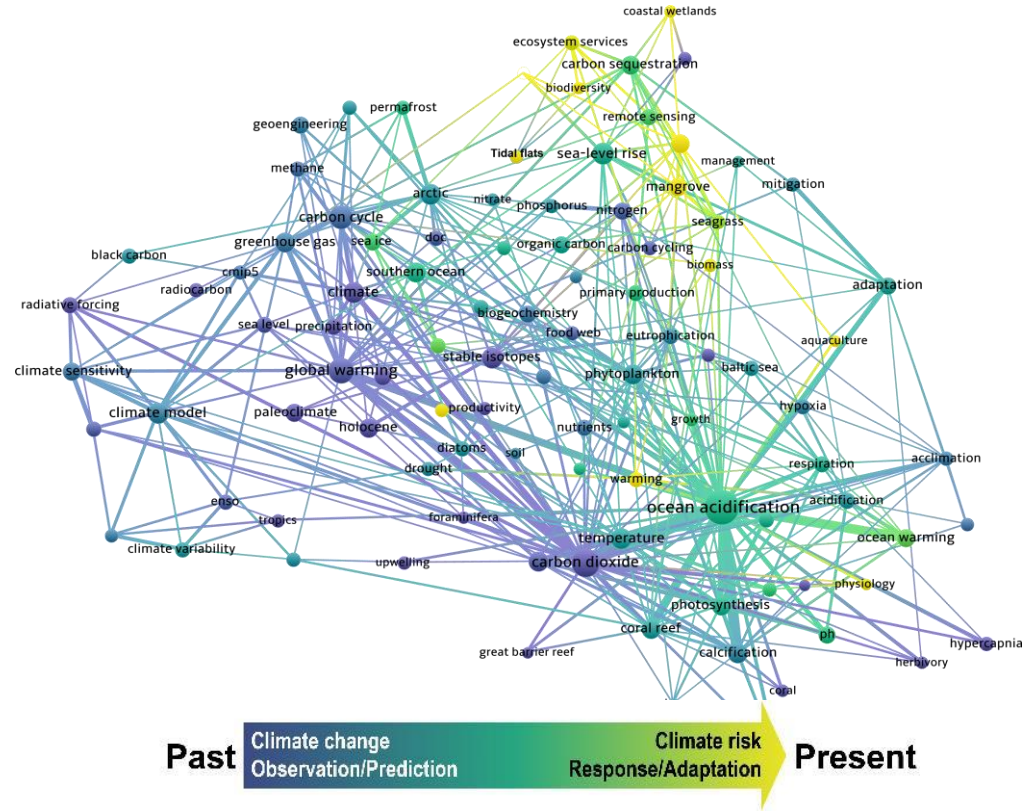 coastal wetlands
ecosystem services
carbon sequestration
biodiversity
permafrost
remote sensing
geoengineering
Tidal flats
sea-level rise
management
methane
mangrove
mitigation
arctic
nitrate
phosphorus
nitrogen
carbon cycle
seagrass
greenhouse gas
sea ice
doc
organic carbon
carbon cycling
black carbon
biomass
cmip5
southern ocean
radiocarbon
climate
primary production
adaptation
radiative forcing
biogeochemistry
sea level
precipitation
food web
eutrophication
aquaculture
stable isotopes
climate sensitivity
global warming
phytoplankton
baltic sea
climate model
paleoclimate
productivity
hypoxia
holocene
nutrients
growth
diatoms
soil
drought
respiration
acclimation
warming
enso
ocean acidification
acidification
tropics
foraminifera
temperature
ocean warming
climate variability
upwelling
carbon dioxide
physiology
photosynthesis
coral reef
ph
great barrier reef
calcification
hypercapnia
herbivory
coral
Past
Climate change
Observation/Prediction
Climate risk
Response/Adaptation
Present